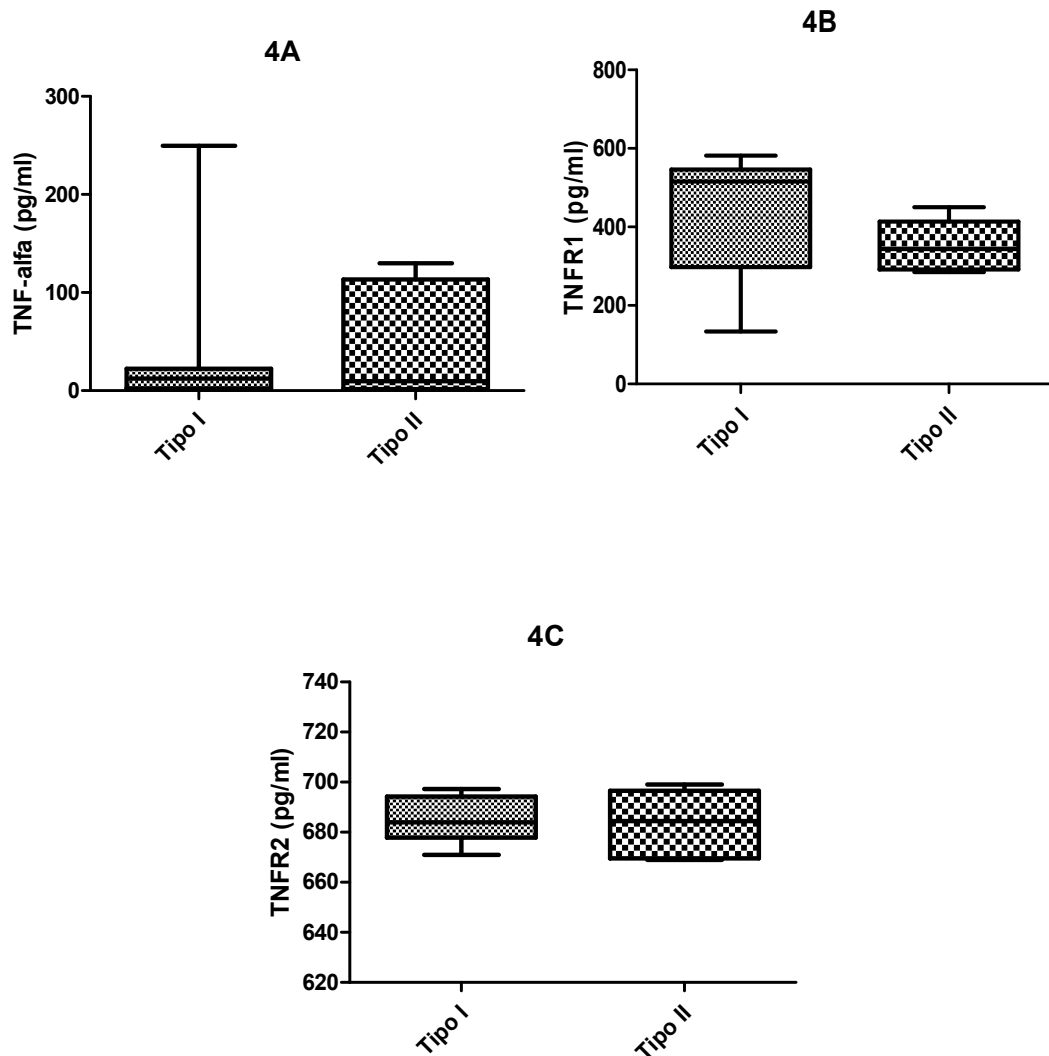 4A
TNF-alfa (pg/ml)
300
200
100
0
Tipo I
Tipo II
4B
TNFR1 (pg/ml)
800
600
400
200
0
Tipo I
Tipo II
4C
TNFR2 (pg/ml)
740
720
700
680
660
640
620
Tipo I
Tipo II